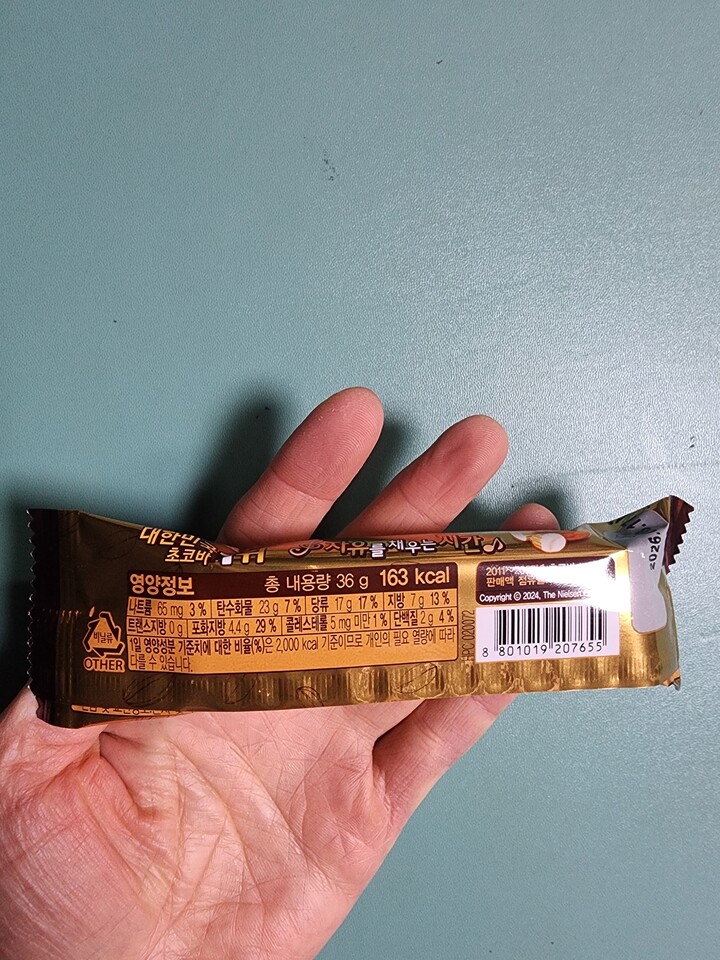 대한민
초코바
자유를 채우는 시간♪
영양정보
총 내용량 36 g 163 kcal
나트륨 65 mg 3 % 탄수화물 23 g 7 % 당류 17 g 17 % 지방 7 g 13 %
트랜스지방 0 g 포화지방 4.4 g 29 % 콜레스테롤 5 mg 미만 1 % 단백질 2 g 4 %
1일 영양성분 기준치에 대한 비율(%)은 2,000 kcal 기준이므로 개인의 필요 열량에 따라
다를 수 있습니다.
비닐류
OTHER
판매액 점유율
Copyright © 2024, The Nielsen
8 801019 207655
2026.